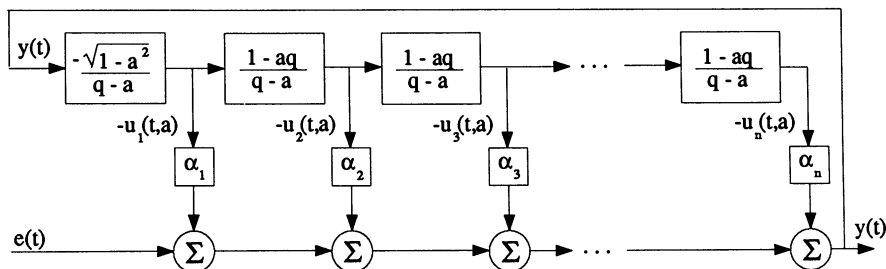 y(t)
-√(1 - a²) / (q - a)
(1 - aq) / (q - a)
(1 - aq) / (q - a)
...
(1 - aq) / (q - a)
-u₁(t,a)
-u₂(t,a)
-u₃(t,a)
-uₙ(t,a)
α₁
α₂
α₃
αₙ
e(t)
Σ
Σ
Σ
...
Σ
y(t)